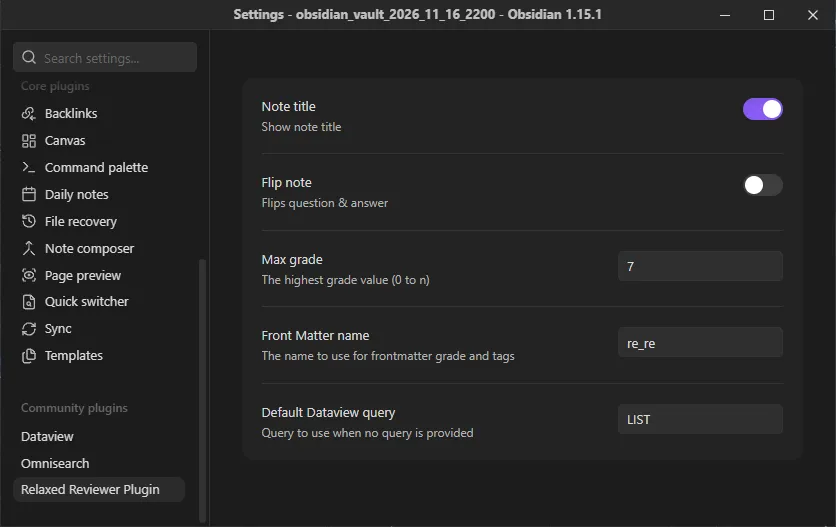 Settings - obsidian_vault_2026_11_16_2200 - Obsidian 1.15.1
Search settings...
Core plugins
Backlinks
Canvas
Command palette
Daily notes
File recovery
Note composer
Page preview
Quick switcher
Sync
Templates
Community plugins
Dataview
Omnisearch
Relaxed Reviewer Plugin
Note title
Show note title
Flip note
Flips question & answer
Max grade
The highest grade value (0 to n)
7
Front Matter name
The name to use for frontmatter grade and tags
re_re
Default Dataview query
Query to use when no query is provided
LIST